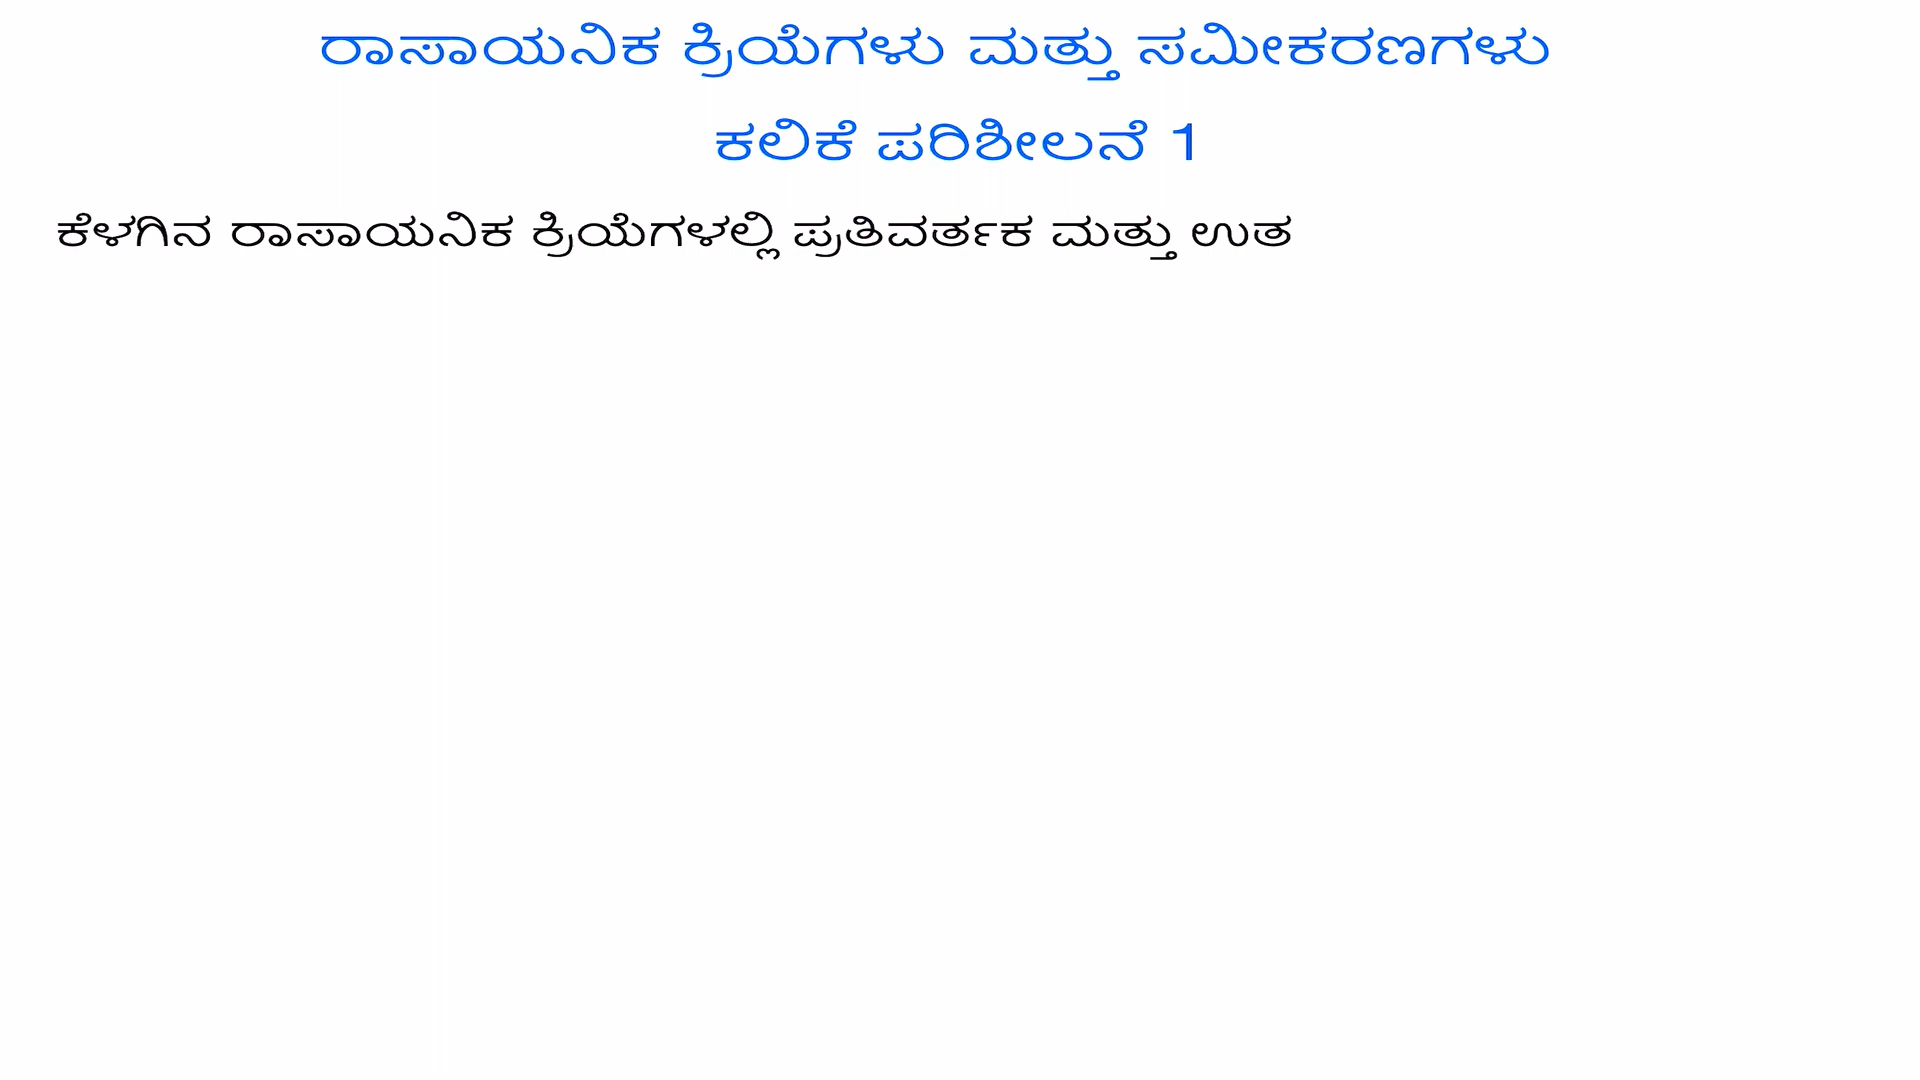 ರಾಸಾಯನಿಕ ಕ್ರಿಯೆಗಳು ಮತ್ತು ಸಮೀಕರಣಗಳು
ಕಲಿಕೆ ಪರಿಶೀಲನೆ 1
ಕೆಳಗಿನ ರಾಸಾಯನಿಕ ಕ್ರಿಯೆಗಳಲ್ಲಿ ಪ್ರತಿವರ್ತಕ ಮತ್ತು ಉತ